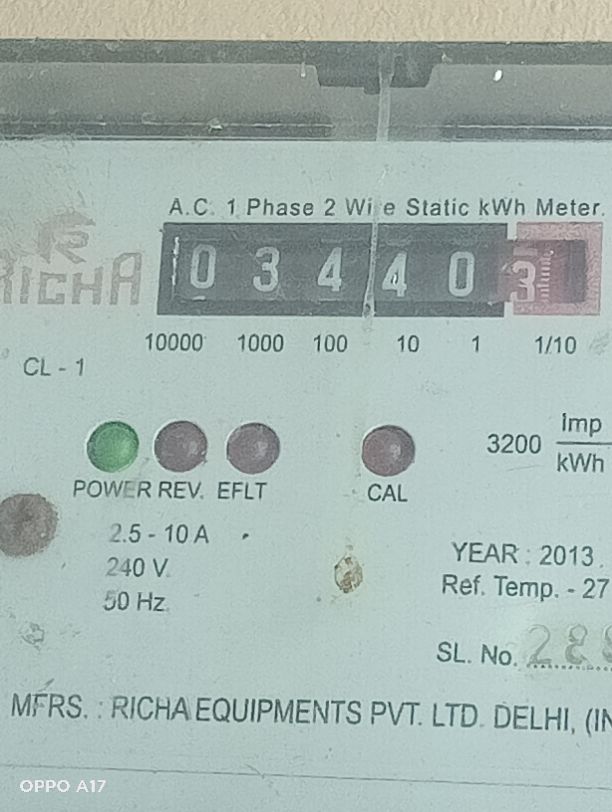 A.C. 1 Phase 2 Wire Static kWh Meter.
RICHA
0 3 4 4 0 3
10000 1000 100 10 1 1/10
CL - 1
3200 imp
kWh
POWER REV. EFLT CAL
2.5 - 10 A
240 V.
50 Hz.
YEAR : 2013.
Ref. Temp. - 27
SL. No. 28
MFRS. : RICHA EQUIPMENTS PVT. LTD. DELHI, (IN
OPPO A17